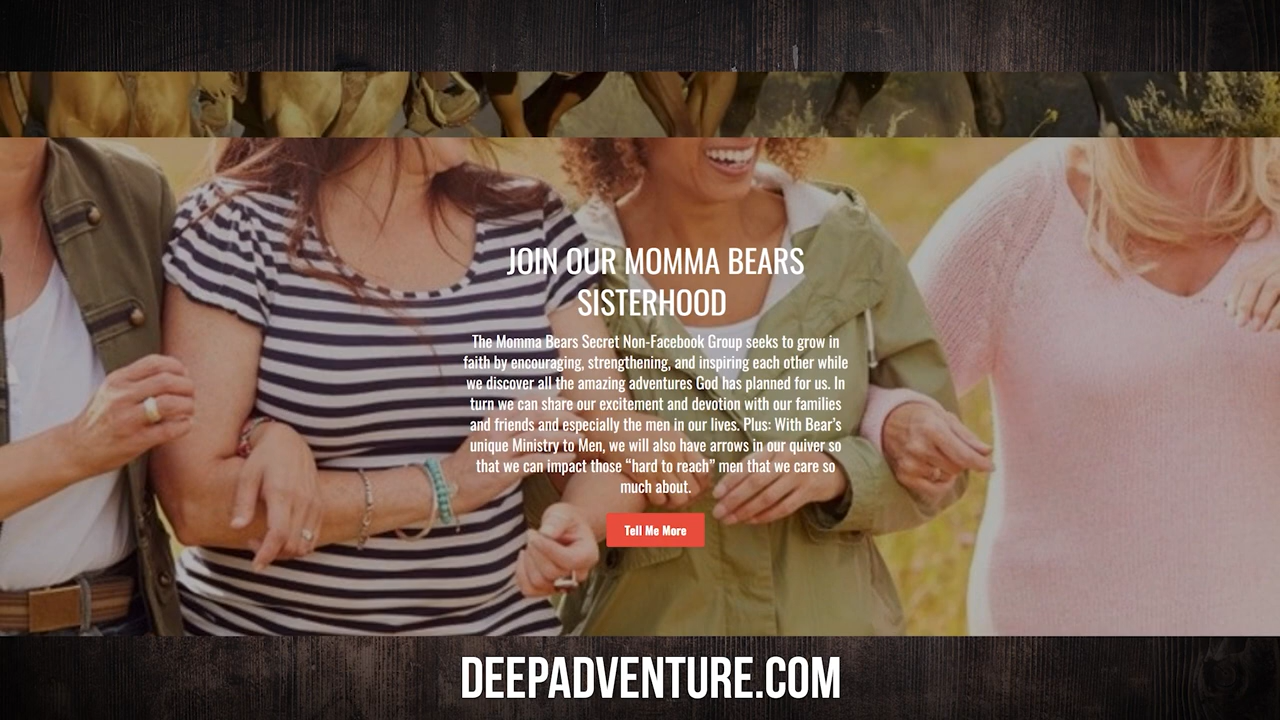 JOIN OUR MOMMA BEARS
SISTERHOOD
The Momma Bears Secret Non-Facebook Group seeks to grow in
faith by encouraging, strengthening, and inspiring each other while
we discover all the amazing adventures God has planned for us. In
turn we can share our excitement and devotion with our families
and friends and especially the men in our lives. Plus: With Bear’s
unique Ministry to Men, we will also have arrows in our quiver so
that we can impact those “hard to reach” men that we care so
much about.
Tell Me More
DEEPADVENTURE.COM